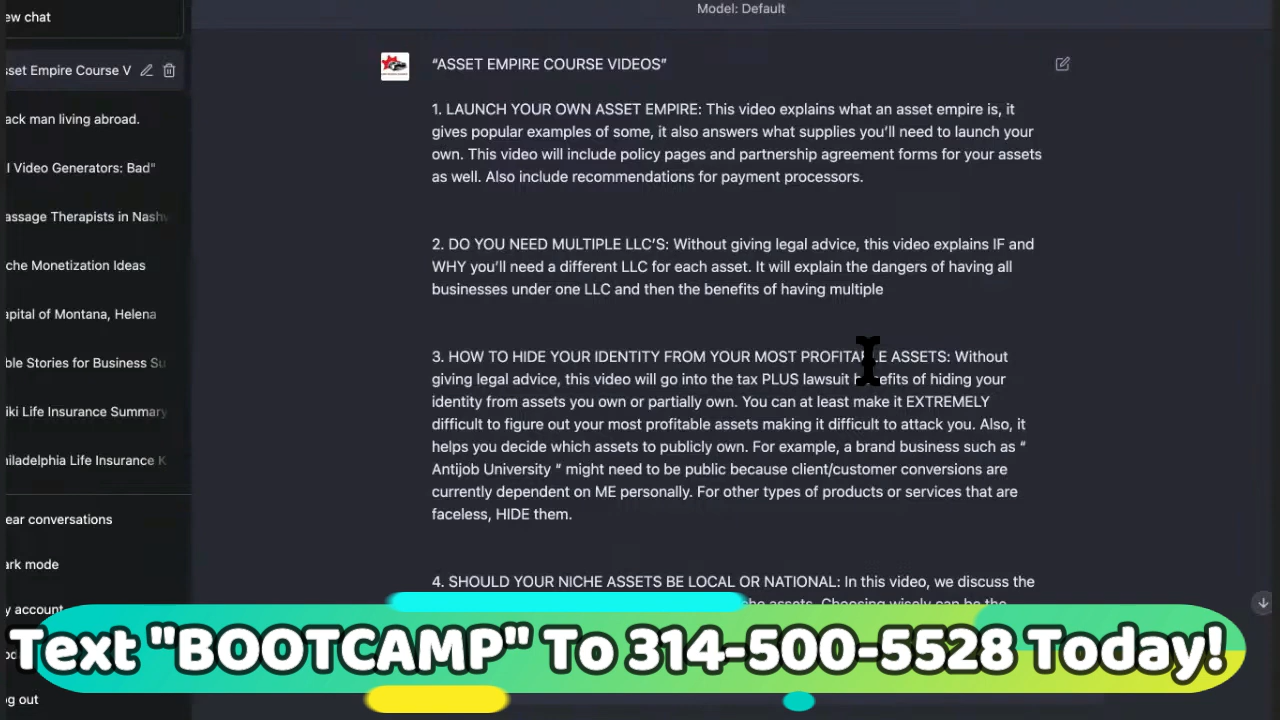 Model: Default
ew chat
sset Empire Course V
ack man living abroad.
I Video Generators: Bad"
assage Therapists in Nashv
che Monetization Ideas
apital of Montana, Helena
ble Stories for Business Su
iki Life Insurance Summary
hiladelphia Life Insurance K
ear conversations
ark mode
y account
og out
“ASSET EMPIRE COURSE VIDEOS”
1. LAUNCH YOUR OWN ASSET EMPIRE: This video explains what an asset empire is, it
gives popular examples of some, it also answers what supplies you’ll need to launch your
own. This video will include policy pages and partnership agreement forms for your assets
as well. Also include recommendations for payment processors.
2. DO YOU NEED MULTIPLE LLC’S: Without giving legal advice, this video explains IF and
WHY you’ll need a different LLC for each asset. It will explain the dangers of having all
businesses under one LLC and then the benefits of having multiple
3. HOW TO HIDE YOUR IDENTITY FROM YOUR MOST PROFITABLE ASSETS: Without
giving legal advice, this video will go into the tax PLUS lawsuit benefits of hiding your
identity from assets you own or partially own. You can at least make it EXTREMELY
difficult to figure out your most profitable assets making it difficult to attack you. Also, it
helps you decide which assets to publicly own. For example, a brand business such as “
Antijob University “ might need to be public because client/customer conversions are
currently dependent on ME personally. For other types of products or services that are
faceless, HIDE them.
4. SHOULD YOUR NICHE ASSETS BE LOCAL OR NATIONAL: In this video, we discuss the
assets. Choosing wisely can be the
Text "BOOTCAMP" To 314-500-5528 Today!